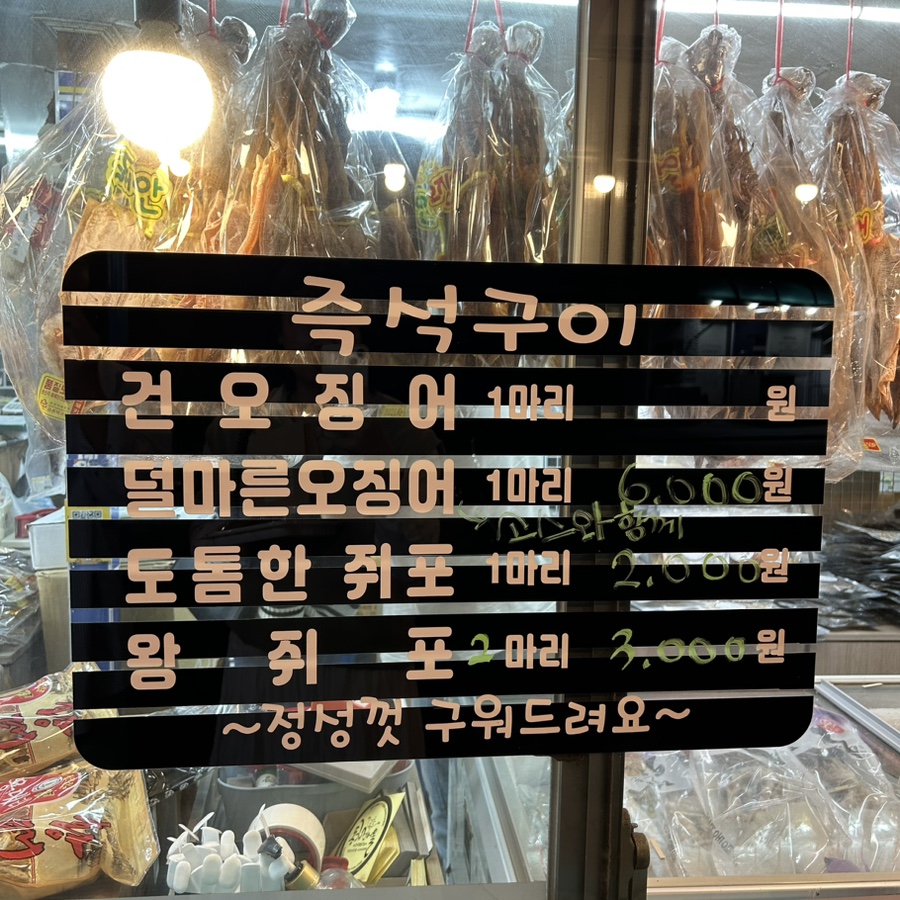 즉석구이
건오징어 1마리 원
덜마른오징어 1마리 6.000원
소스와함께
도톰한 쥐포 1마리 2.000원
왕쥐포 2마리 3.000원
~정성껏 구워드려요~